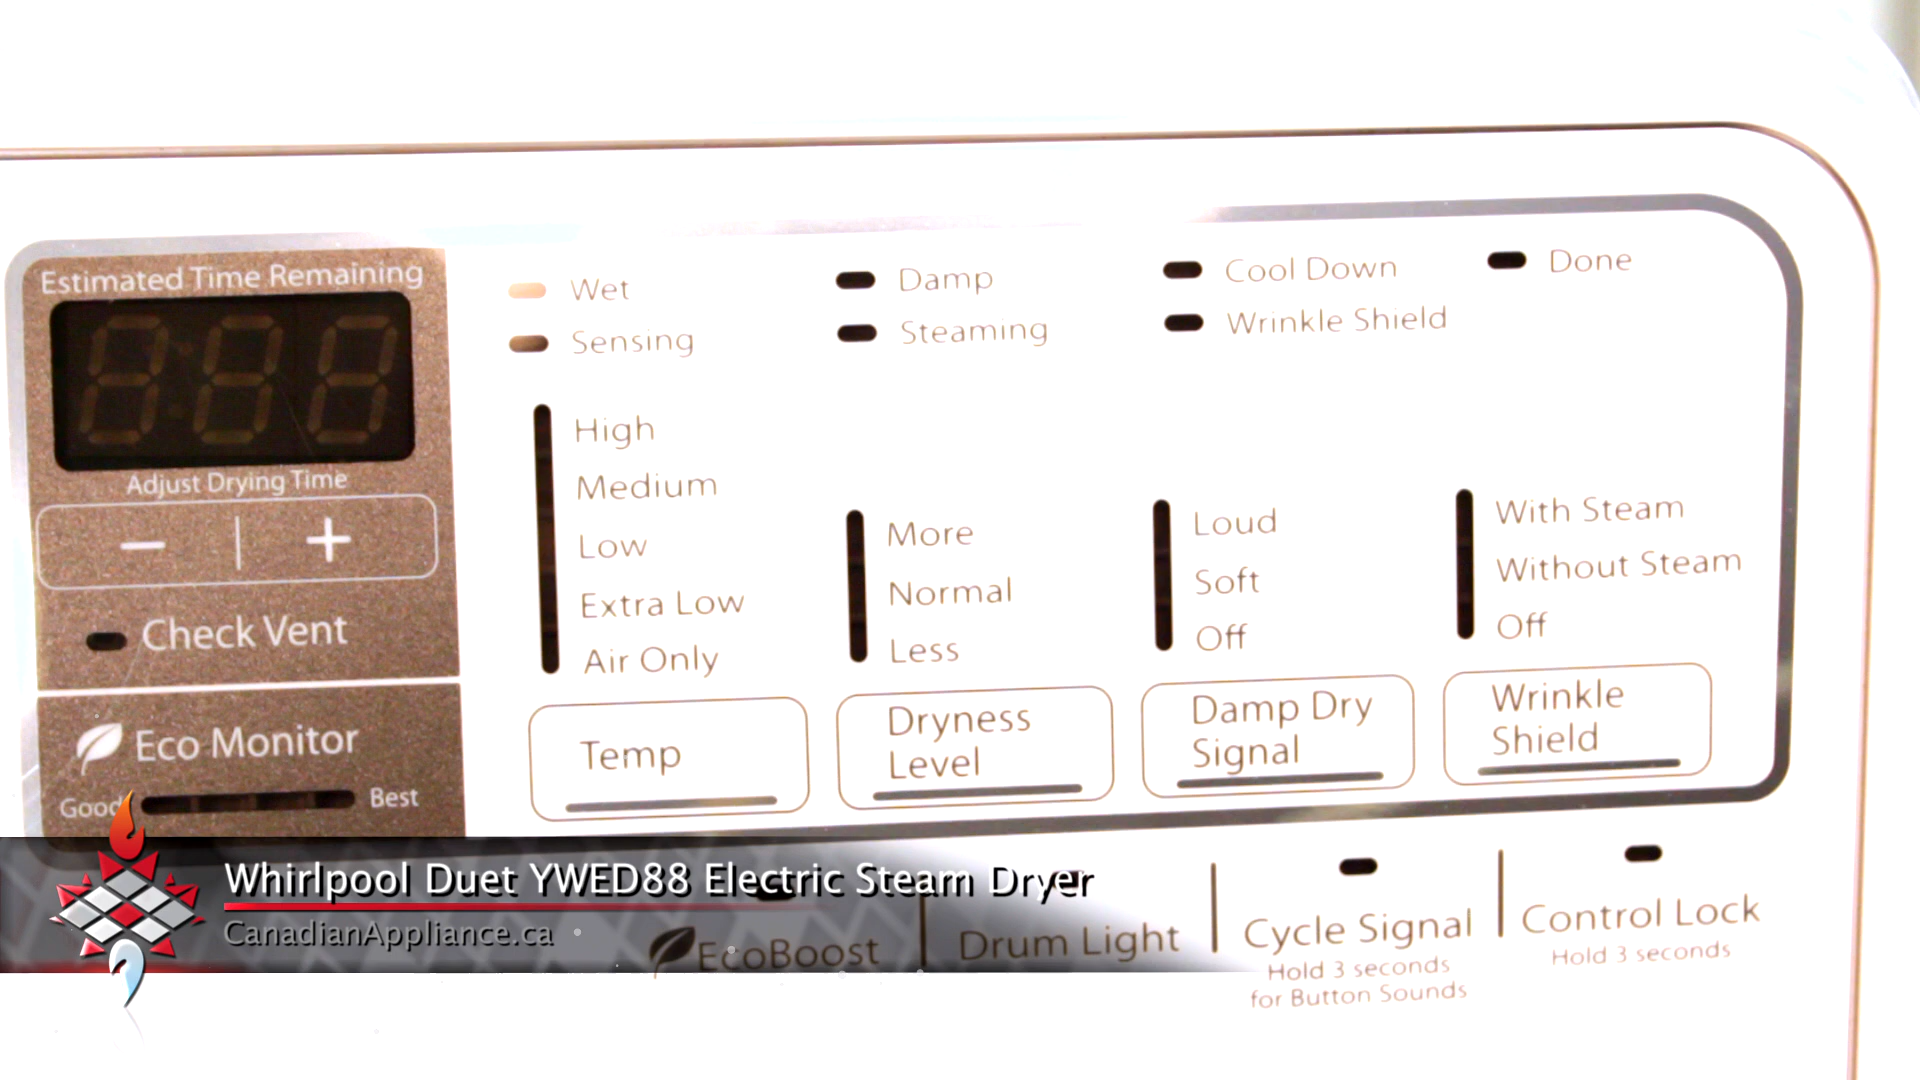 Estimated Time Remaining
Adjust Drying Time
− | +
Check Vent
Eco Monitor
Good Best
Wet Damp Cool Down Done
Sensing Steaming Wrinkle Shield
High
Medium
Low
Extra Low
Air Only
Temp
More
Normal
Less
Dryness
Level
Loud
Soft
Off
Damp Dry
Signal
With Steam
Without Steam
Off
Wrinkle
Shield
EcoBoost
Drum Light
Cycle Signal
Hold 3 seconds
for Button Sounds
Control Lock
Hold 3 seconds
Whirlpool Duet YWED88 Electric Steam Dryer
CanadianAppliance.ca